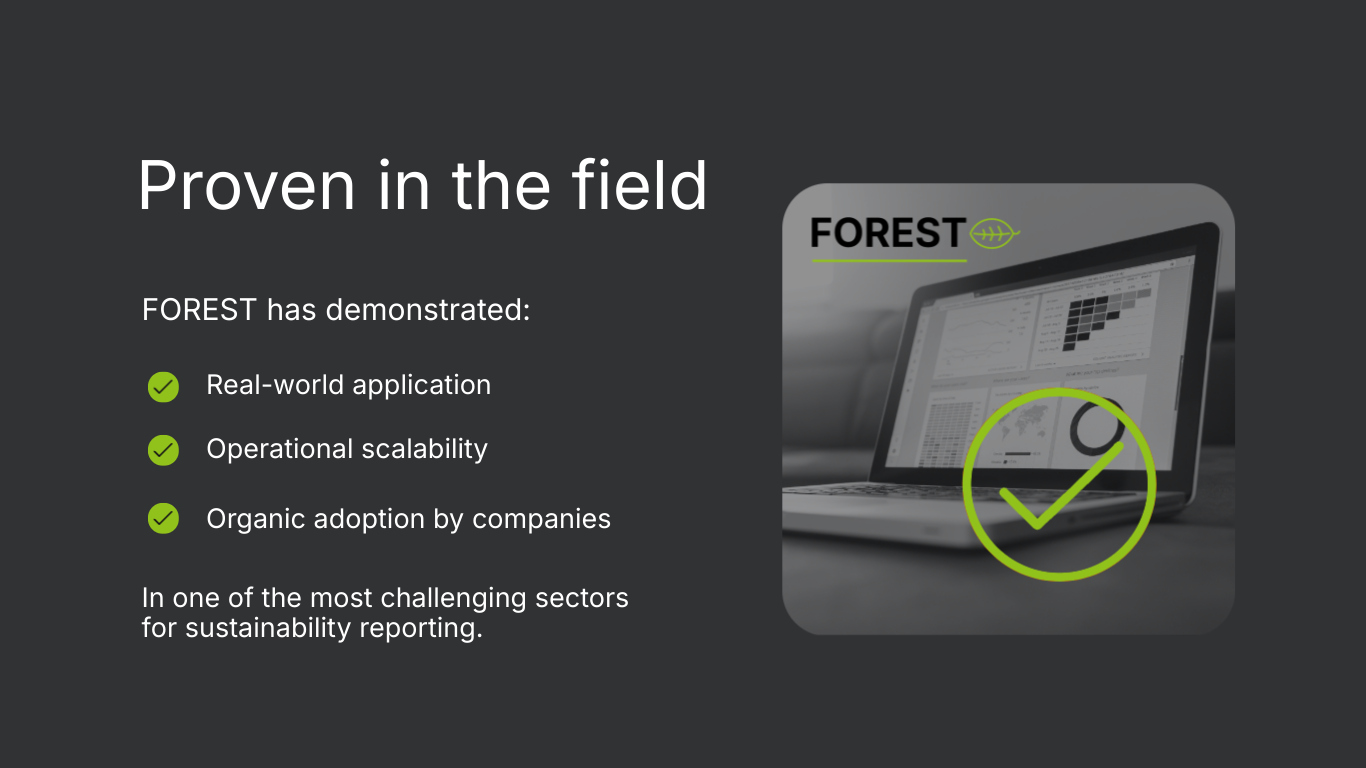 Proven in the field
FOREST has demonstrated:
Real-world application
Operational scalability
Organic adoption by companies
In one of the most challenging sectors
for sustainability reporting.
FOREST